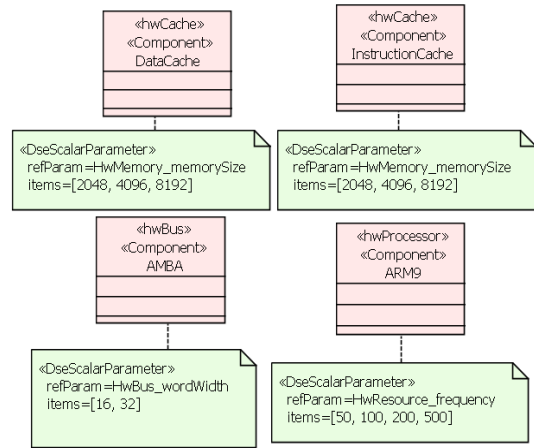 «hwCache»
«Component»
DataCache
«hwCache»
«Component»
InstructionCache
«DseScalarParameter»
refParam=HwMemory_memorySize
items=[2048, 4096, 8192]
«DseScalarParameter»
refParam=HwMemory_memorySize
items=[2048, 4096, 8192]
«hwBus»
«Component»
AMBA
«hwProcessor»
«Component»
ARM9
«DseScalarParameter»
refParam=HwBus_wordWidth
items=[16, 32]
«DseScalarParameter»
refParam=HwResource_frequency
items=[50, 100, 200, 500]